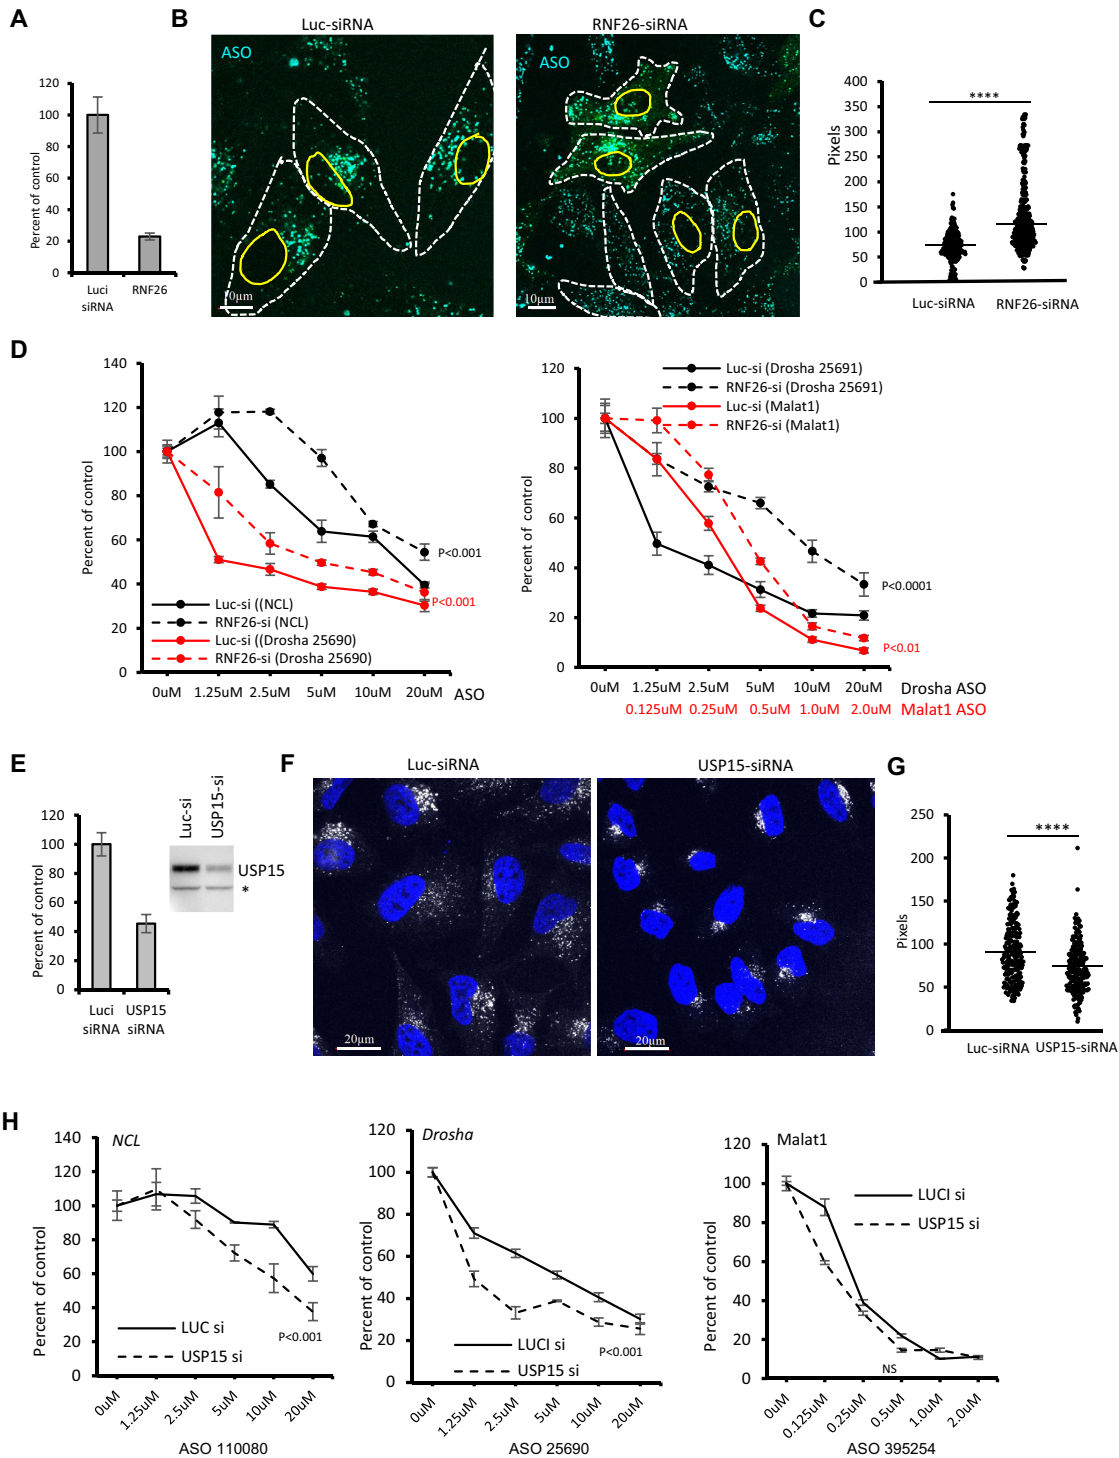 A
Percent of control
120
100
80
60
40
20
0
Luci
siRNA
RNF26
B
Luc-siRNA
RNF26-siRNA
ASO
ASO
10µm
10µm
C
Pixels
400
350
300
250
200
150
100
50
0
****
Luc-siRNA
RNF26-siRNA
D
Percent of control
140
120
100
80
60
40
20
0
P<0.001
P<0.001
Luc-si ((NCL)
RNF26-si (NCL)
Luc-si ((Drosha 25690)
RNF26-si (Drosha 25690)
0uM 1.25uM 2.5uM 5uM 10uM 20uM ASO
Percent of control
120
100
80
60
40
20
0
Luc-si (Drosha 25691)
RNF26-si (Drosha 25691)
Luc-si (Malat1)
RNF26-si (Malat1)
P<0.0001
P<0.01
0uM 1.25uM 2.5uM 5uM 10uM 20uM Drosha ASO
0.125uM 0.25uM 0.5uM 1.0uM 2.0uM Malat1 ASO
E
Percent of control
120
100
80
60
40
20
0
Luci
siRNA
USP15
siRNA
Luc-si
USP15-si
USP15
*
F
Luc-siRNA
USP15-siRNA
20µm
20µm
G
Pixels
250
200
150
100
50
0
****
Luc-siRNA
USP15-siRNA
H
Percent of control
140
120
100
80
60
40
20
0
NCL
LUC si
USP15 si
P<0.001
0uM 1.25uM 2.5uM 5uM 10uM 20uM
ASO 110080
Percent of control
120
100
80
60
40
20
0
Drosha
LUCI si
USP15 si
P<0.001
0uM 1.25uM 2.5uM 5uM 10uM 20uM
ASO 25690
Percent of control
120
100
80
60
40
20
0
Malat1
LUCI si
USP15 si
NS
0uM 0.125uM 0.25uM 0.5uM 1.0uM 2.0uM
ASO 395254